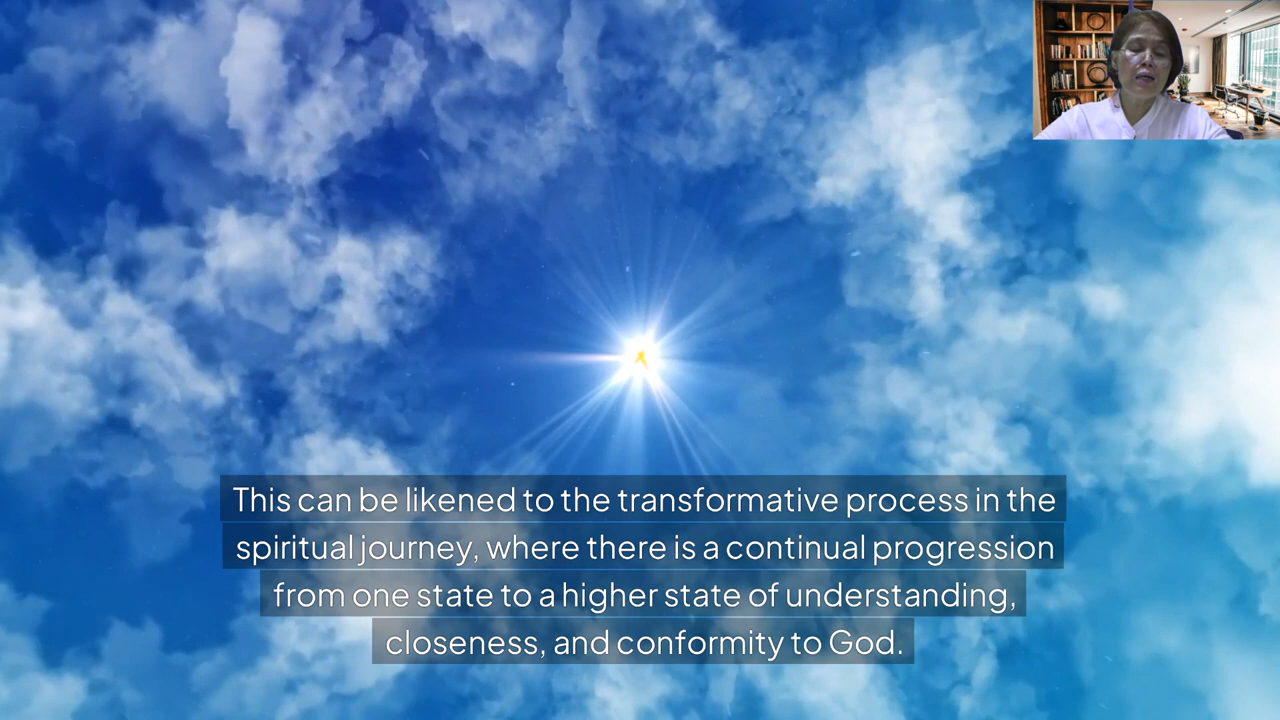 This can be likened to the transformative process in the
spiritual journey, where there is a continual progression
from one state to a higher state of understanding,
closeness, and conformity to God.